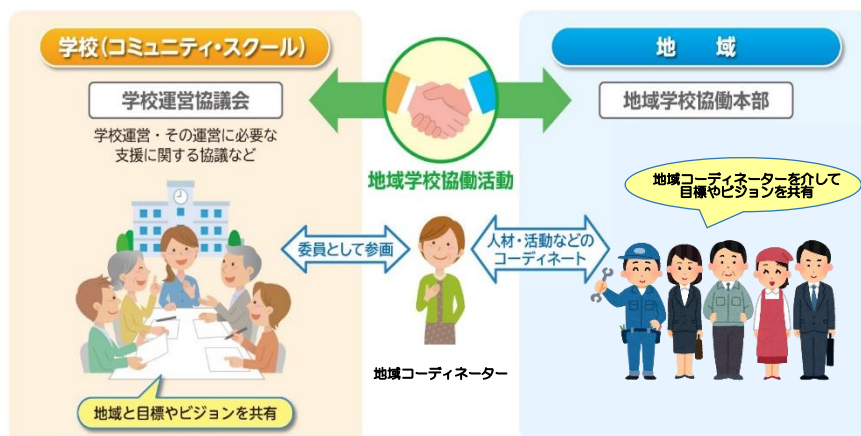 学校(コミュニティ・スクール)
学校運営協議会
学校運営・その運営に必要な
支援に関する協議など
地域と目標やビジョンを共有
地域学校協働活動
委員として参画
人材・活動などの
コーディネート
地域コーディネーター
地　域
地域学校協働本部
地域コーディネーターを介して
目標やビジョンを共有